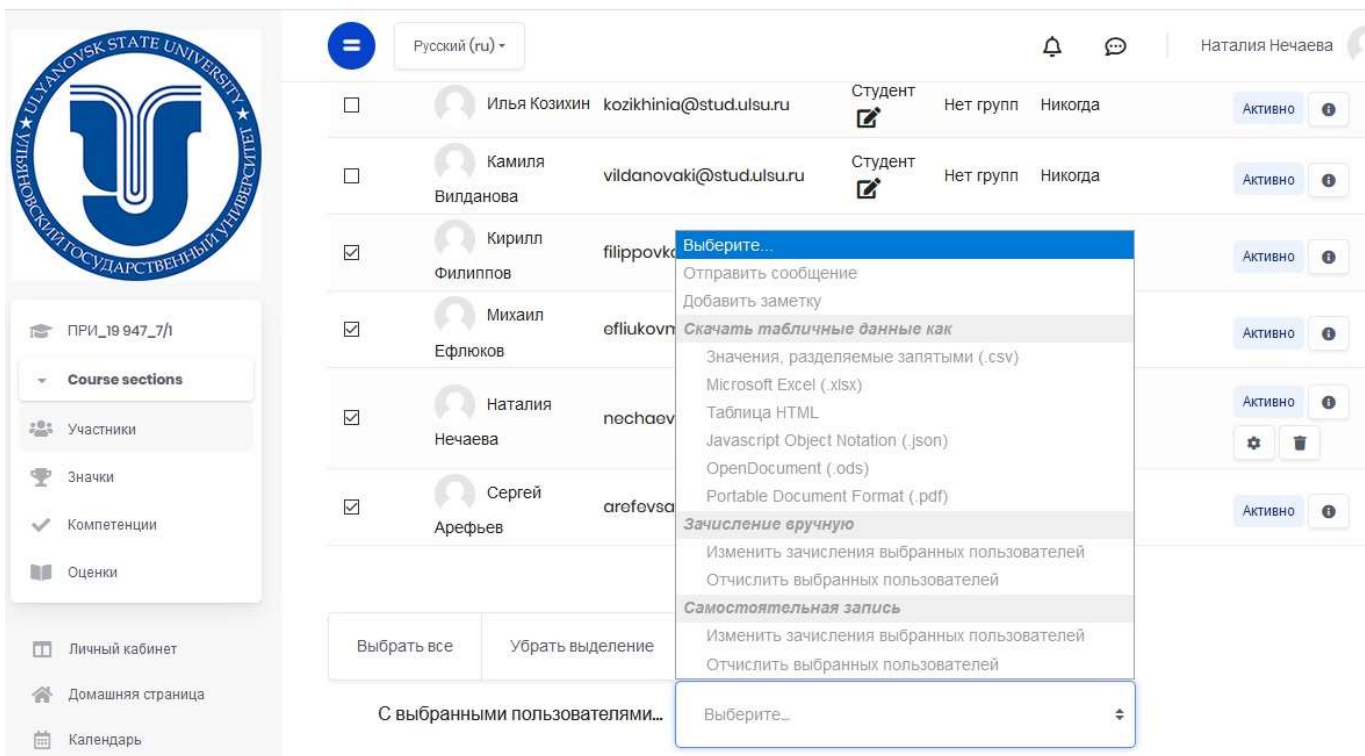 ULYANOVSK STATE UNIVERSITY
УЛЬЯНОВСКИЙ ГОСУДАРСТВЕННЫЙ УНИВЕРСИТЕТ
Русский (ru)
Наталия Нечаева
Илья Козихин kozikhinia@stud.ulsu.ru Студент Нет групп Никогда Активно
Камиля
Вилданова vildanovaki@stud.ulsu.ru Студент Нет групп Никогда Активно
Кирилл
Филиппов Активно
Михаил
Ефлюков Активно
Наталия
Нечаева nechaev Активно
Сергей
Арефьев arefevsa Активно
Выберите...
Отправить сообщение
Добавить заметку
Скачать табличные данные как
Значения, разделяемые запятыми (.csv)
Microsoft Excel (.xlsx)
Таблица HTML
Javascript Object Notation (.json)
OpenDocument (.ods)
Portable Document Format (.pdf)
Зачисление вручную
Изменить зачисления выбранных пользователей
Отчислить выбранных пользователей
Самостоятельная запись
Изменить зачисления выбранных пользователей
Отчислить выбранных пользователей
Выбрать все Убрать выделение
С выбранными пользователями... Выберите...
ПРИ_19 947_7/1
Course sections
Участники
Значки
Компетенции
Оценки
Личный кабинет
Домашняя страница
Календарь